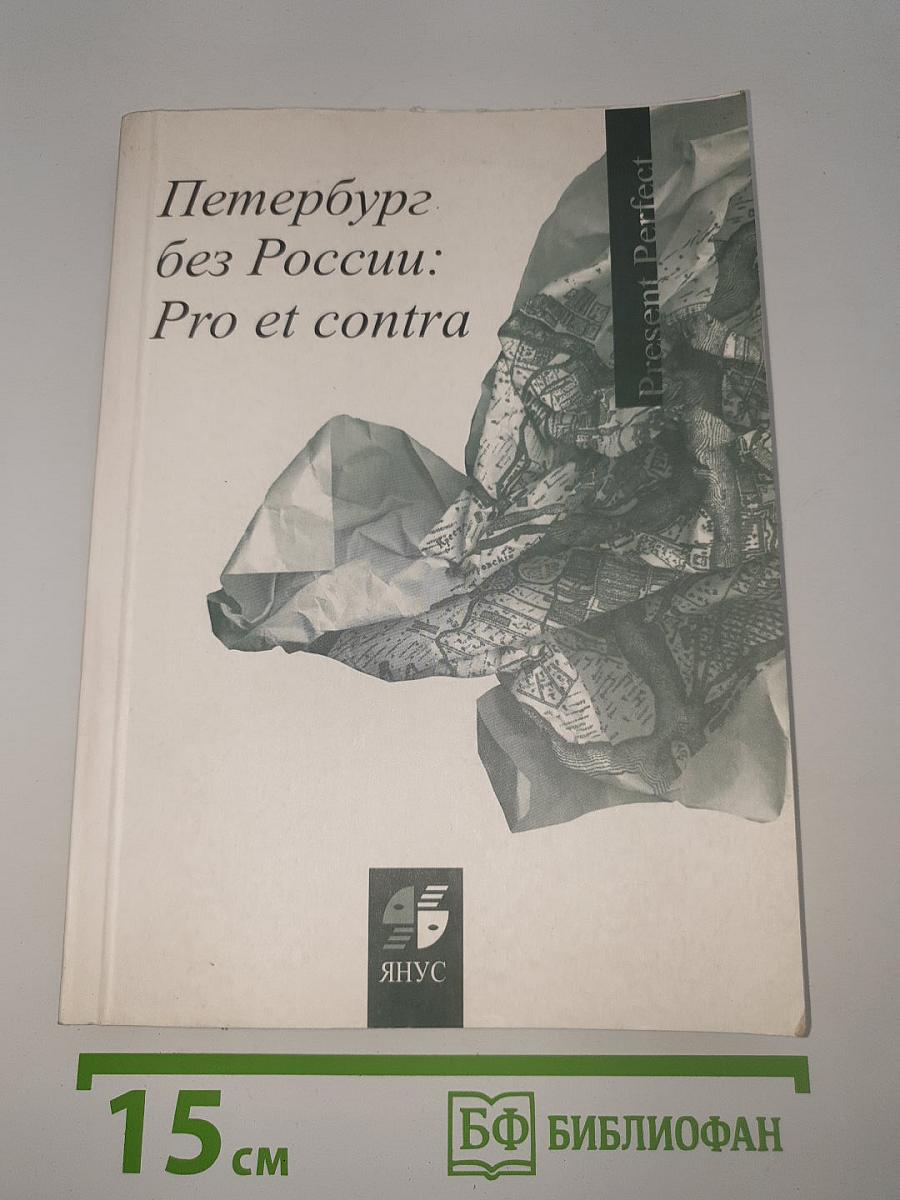 Петербург
без России:
Pro et contra
Present Perfect
ЯНУС
15 см
БФ БИБЛИОФАН